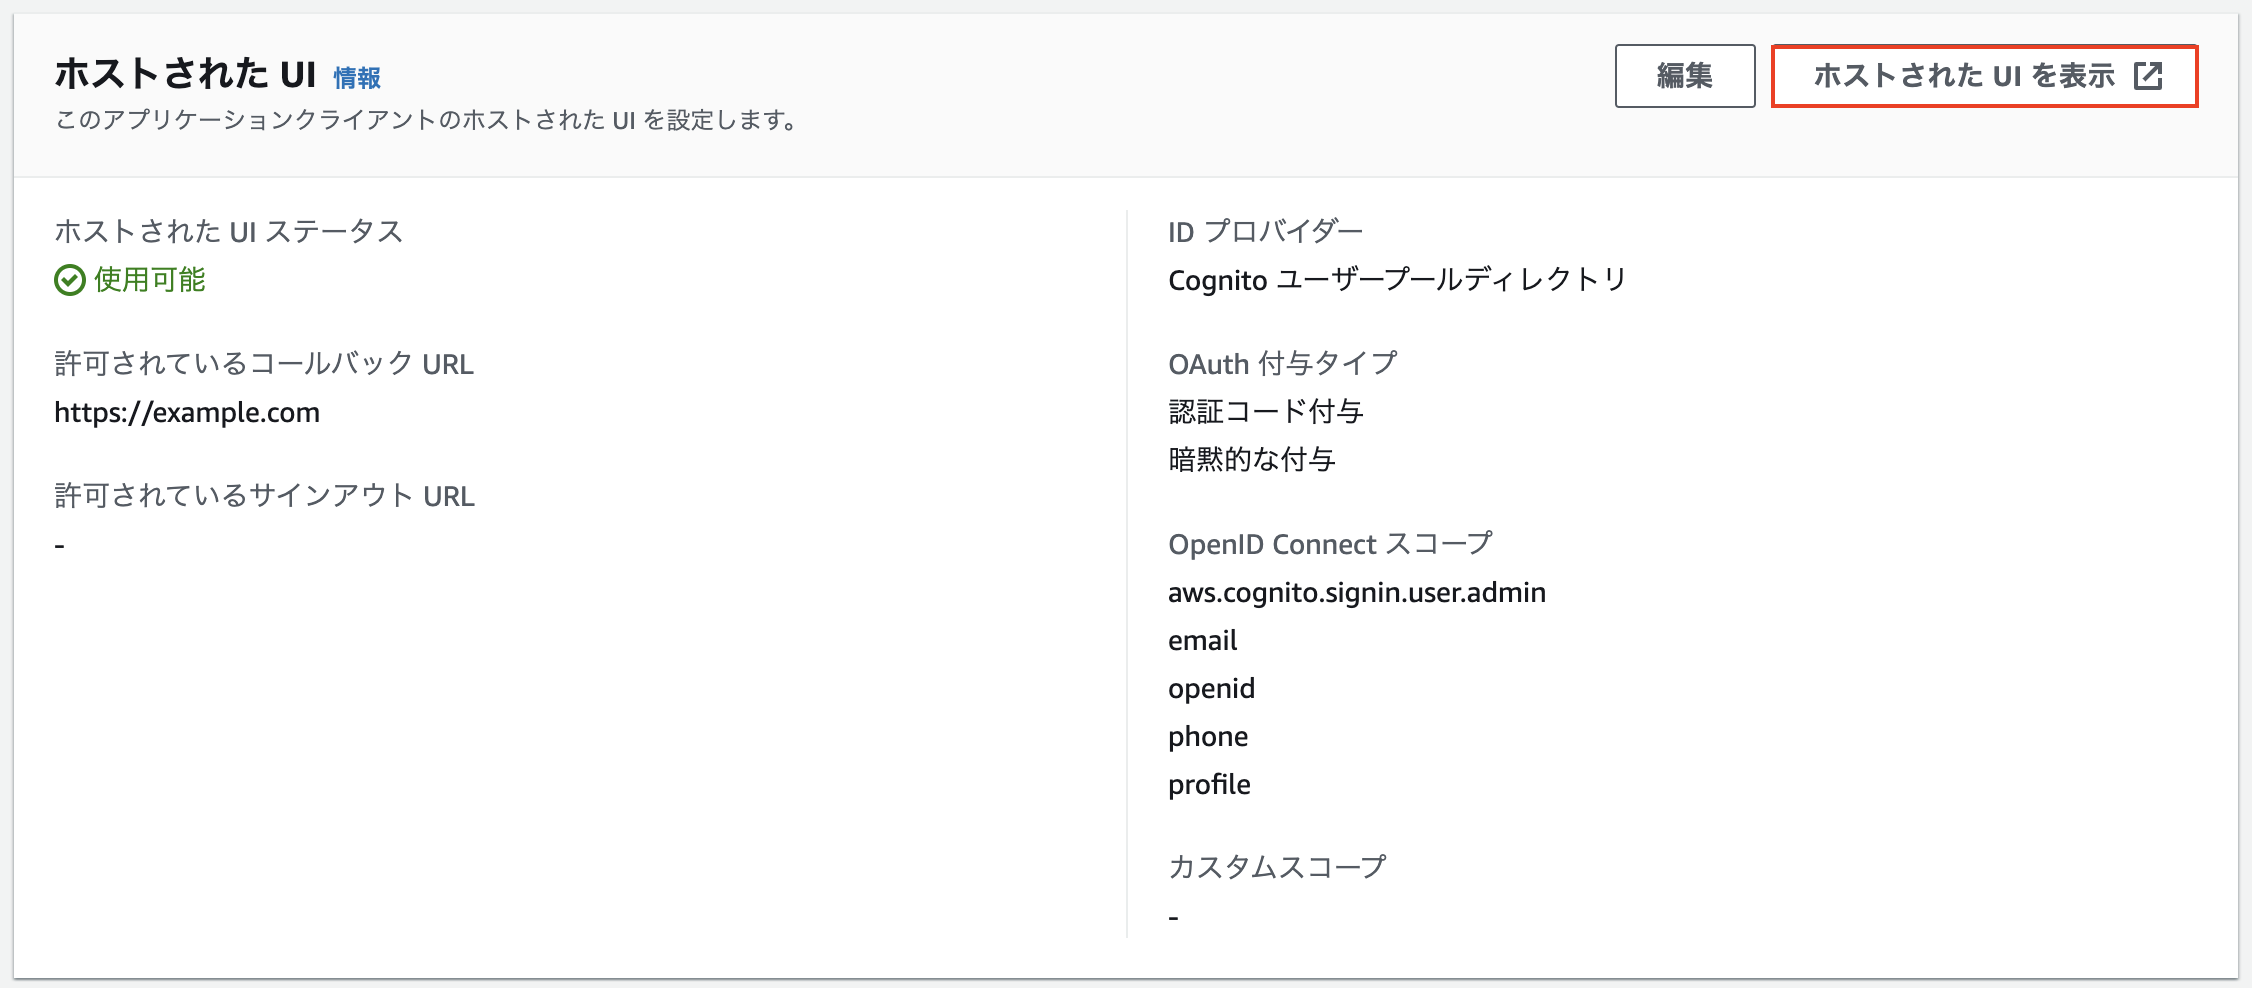 ホストされた UI 情報
このアプリケーションクライアントのホストされた UI を設定します。
編集
ホストされた UI を表示
ホストされた UI ステータス
使用可能
許可されているコールバック URL
https://example.com
許可されているサインアウト URL
-
ID プロバイダー
Cognito ユーザープールディレクトリ
OAuth 付与タイプ
認証コード付与
暗黙的な付与
OpenID Connect スコープ
aws.cognito.signin.user.admin
email
openid
phone
profile
カスタムスコープ
-